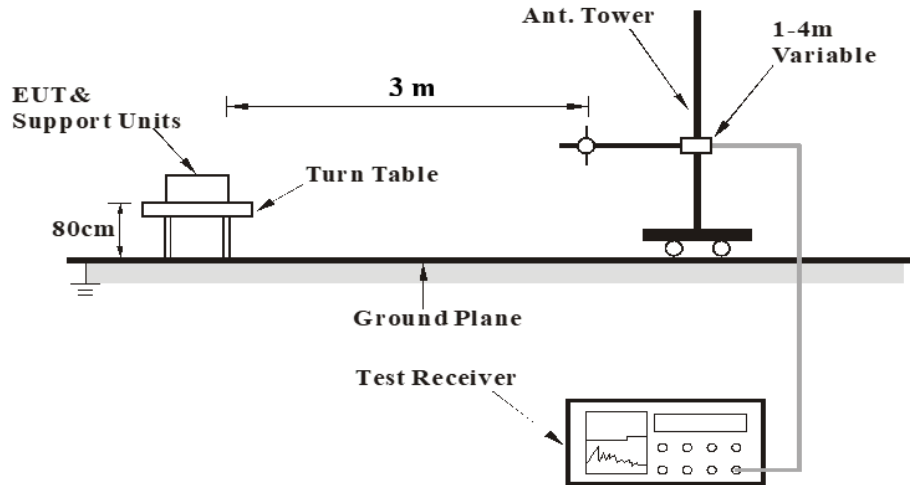 Ant. Tower
1-4m
Variable
3 m
EUT&
Support Units
Turn Table
80cm
Ground Plane
Test Receiver